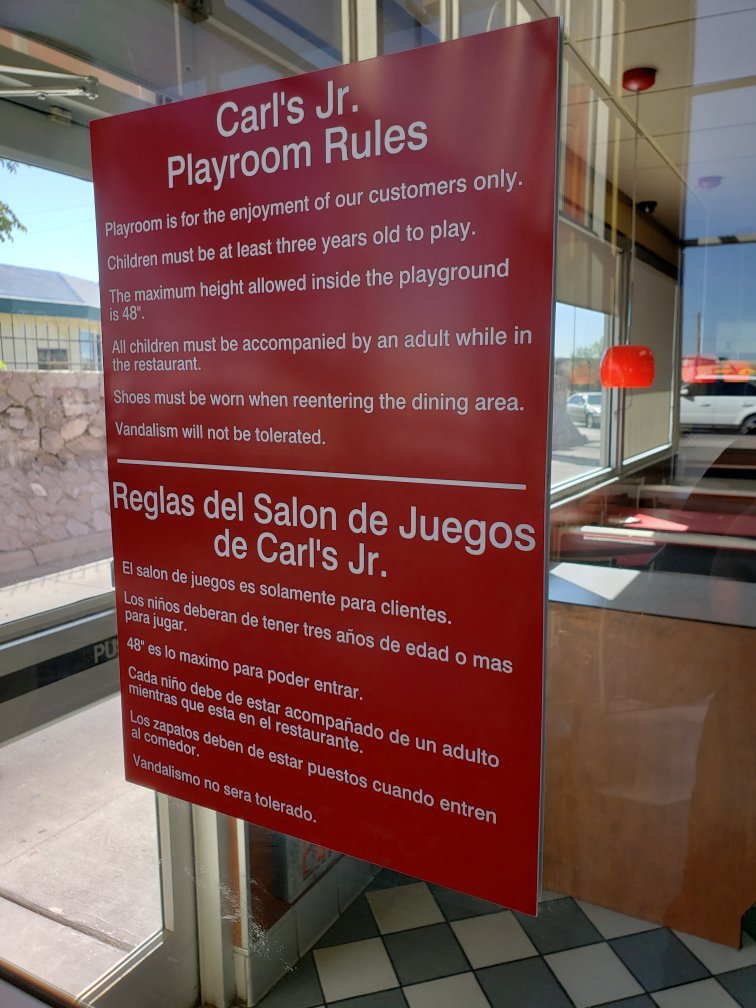 Carl's Jr.
Playroom Rules
Playroom is for the enjoyment of our customers only.
Children must be at least three years old to play.
The maximum height allowed inside the playground
is 48".
All children must be accompanied by an adult while in
the restaurant.
Shoes must be worn when reentering the dining area.
Vandalism will not be tolerated.
Reglas del Salon de Juegos
de Carl's Jr.
El salon de juegos es solamente para clientes.
Los niños deberan de tener tres años de edad o mas
para jugar.
48" es lo maximo para poder entrar.
Cada niño debe de estar acompañado de un adulto
mientras que esta en el restaurante.
Los zapatos deben de estar puestos cuando entren
al comedor.
Vandalismo no sera tolerado.